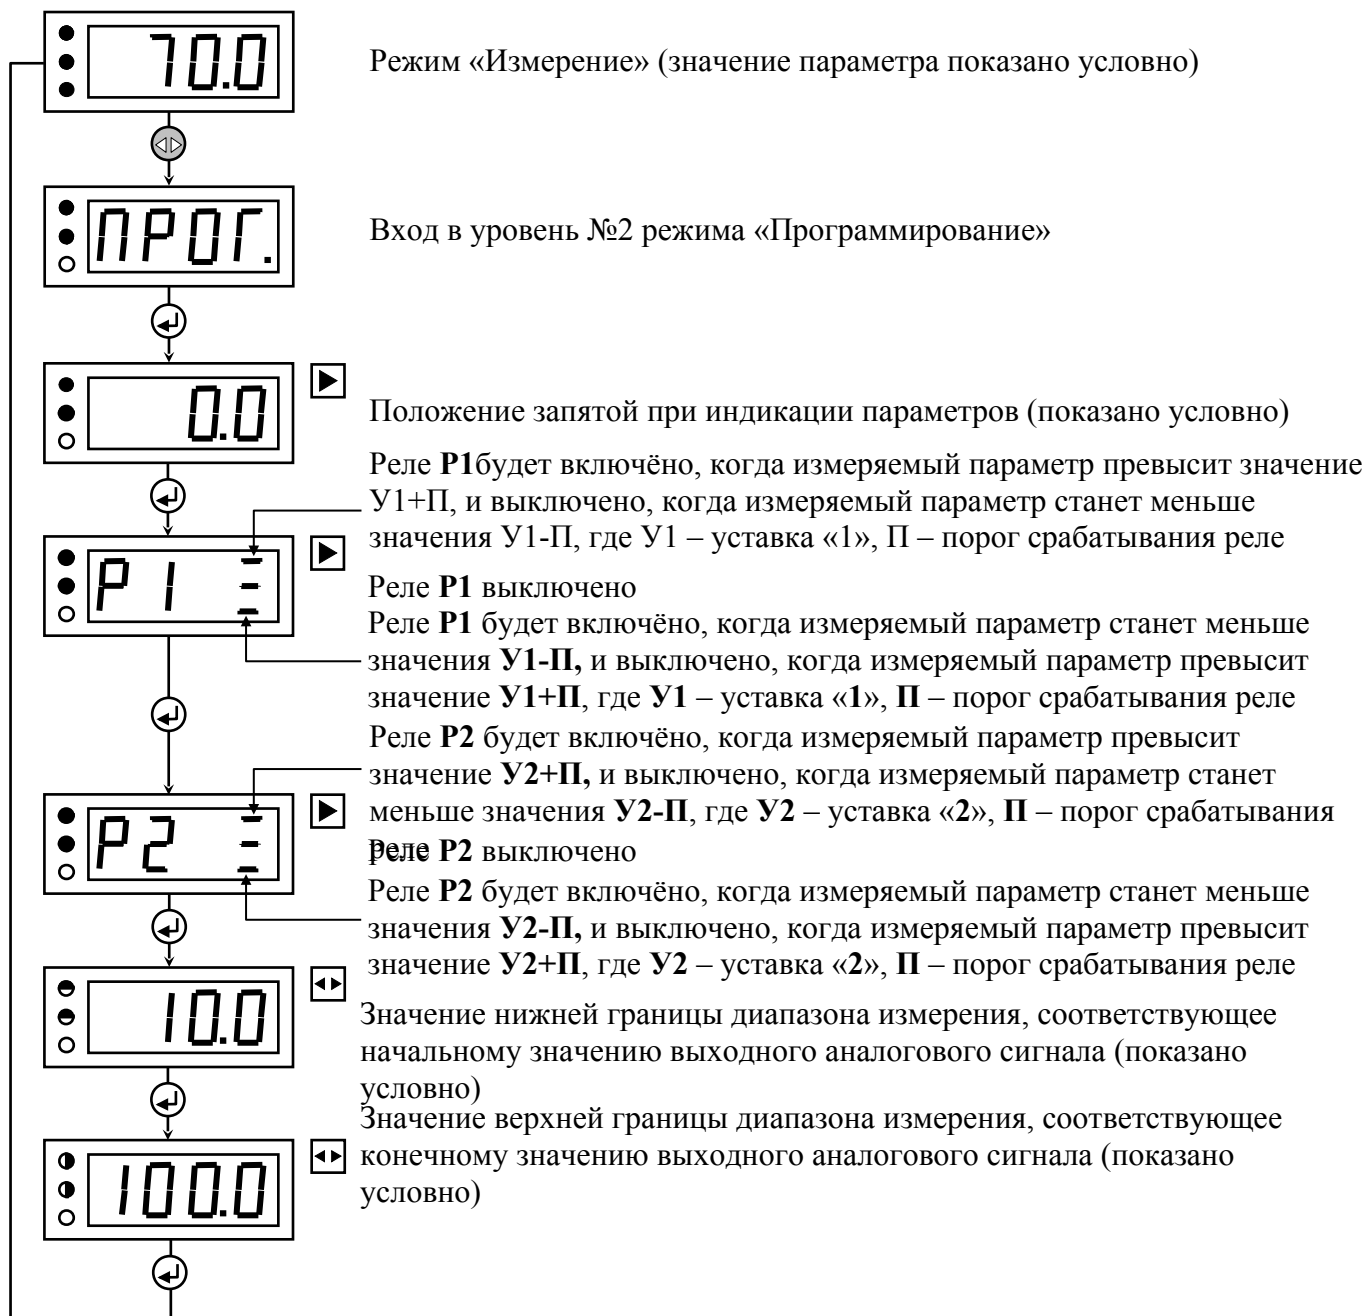 70.0
Режим «Измерение» (значение параметра показано условно)
ПРОГ.
Вход в уровень №2 режима «Программирование»
0.0
Положение запятой при индикации параметров (показано условно)
Реле Р1будет включёно, когда измеряемый параметр превысит значение
У1+П, и выключено, когда измеряемый параметр станет меньше
значения У1-П, где У1 – уставка «1», П – порог срабатывания реле
Р1
Реле Р1 выключено
Реле Р1 будет включёно, когда измеряемый параметр станет меньше
значения У1-П, и выключено, когда измеряемый параметр превысит
значение У1+П, где У1 – уставка «1», П – порог срабатывания реле
Реле Р2 будет включёно, когда измеряемый параметр превысит
значение У2+П, и выключено, когда измеряемый параметр станет
меньше значения У2-П, где У2 – уставка «2», П – порог срабатывания
реле
Р2
Реле Р2 выключено
Реле Р2 будет включёно, когда измеряемый параметр станет меньше
значения У2-П, и выключено, когда измеряемый параметр превысит
значение У2+П, где У2 – уставка «2», П – порог срабатывания реле
10.0
Значение нижней границы диапазона измерения, соответствующее
начальному значению выходного аналогового сигнала (показано
условно)
100.0
Значение верхней границы диапазона измерения, соответствующее
конечному значению выходного аналогового сигнала (показано
условно)